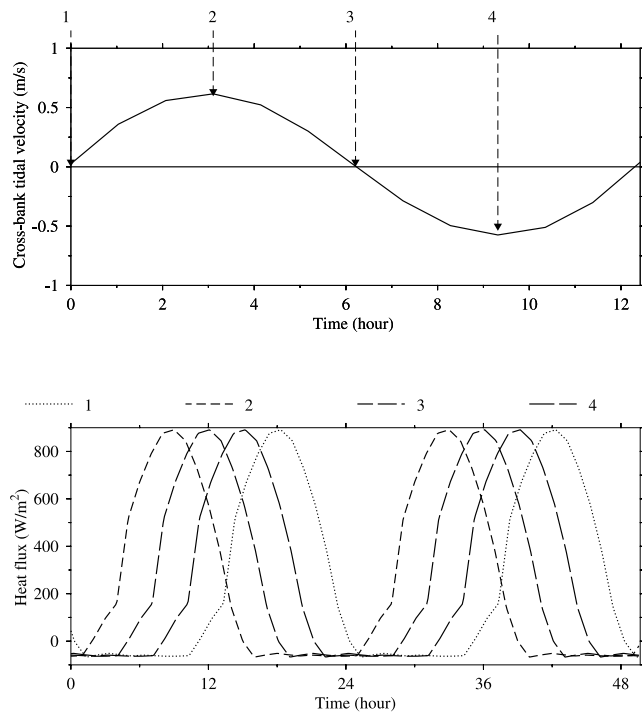 1 2 3 4
1
0.5
0
-0.5
-1
Cross-bank tidal velocity (m/s)
0 2 4 6 8 10 12
Time (hour)
1 2 3 4
800
600
400
200
0
Heat flux (W/m²)
0 12 24 36 48
Time (hour)